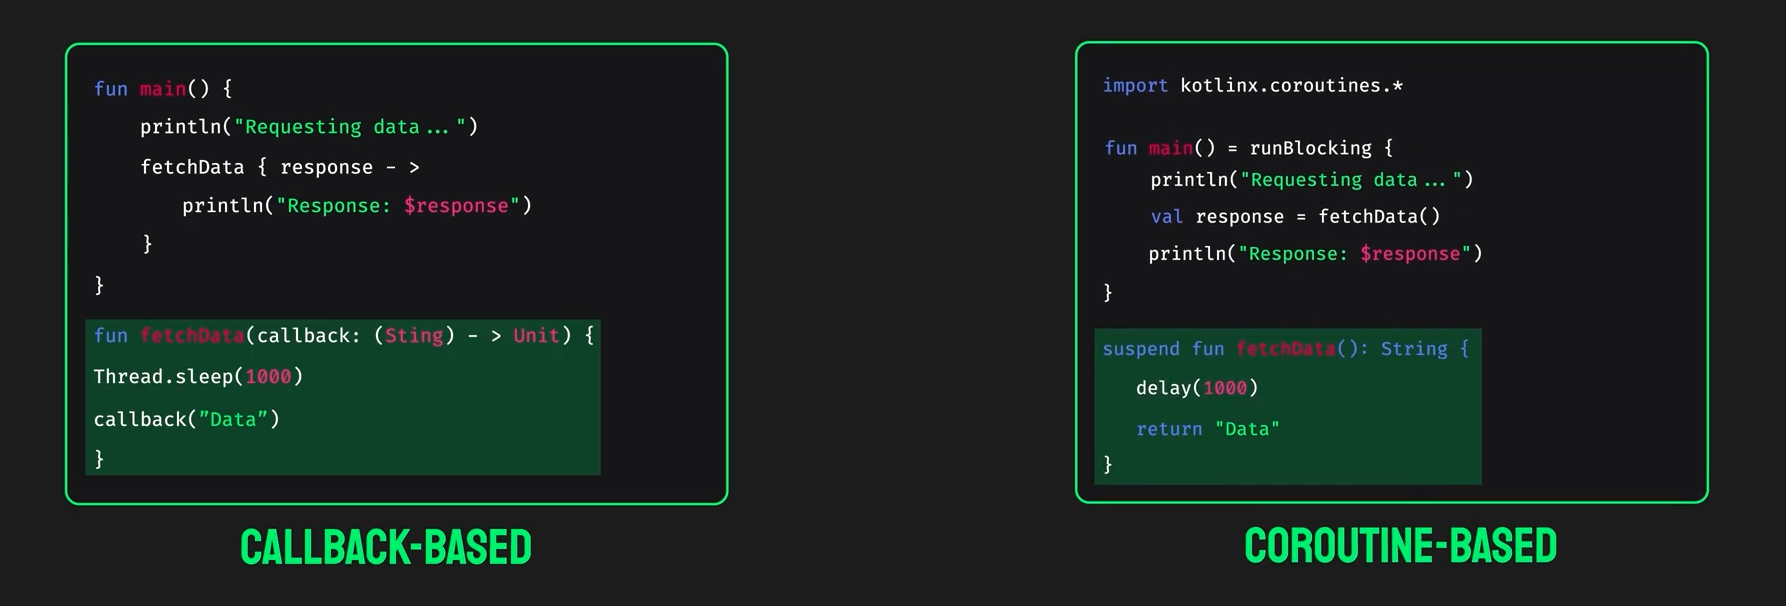 fun main() {
println("Requesting data...")
fetchData { response - >
println("Response: $response")
}
}
fun fetchData(callback: (Sting) - > Unit) {
Thread.sleep(1000)
callback(”Data”)
}
CALLBACK-BASED
import kotlinx.coroutines.*
fun main() = runBlocking {
println("Requesting data...")
val response = fetchData()
println("Response: $response")
}
suspend fun fetchData(): String {
delay(1000)
return "Data"
}
COROUTINE-BASED